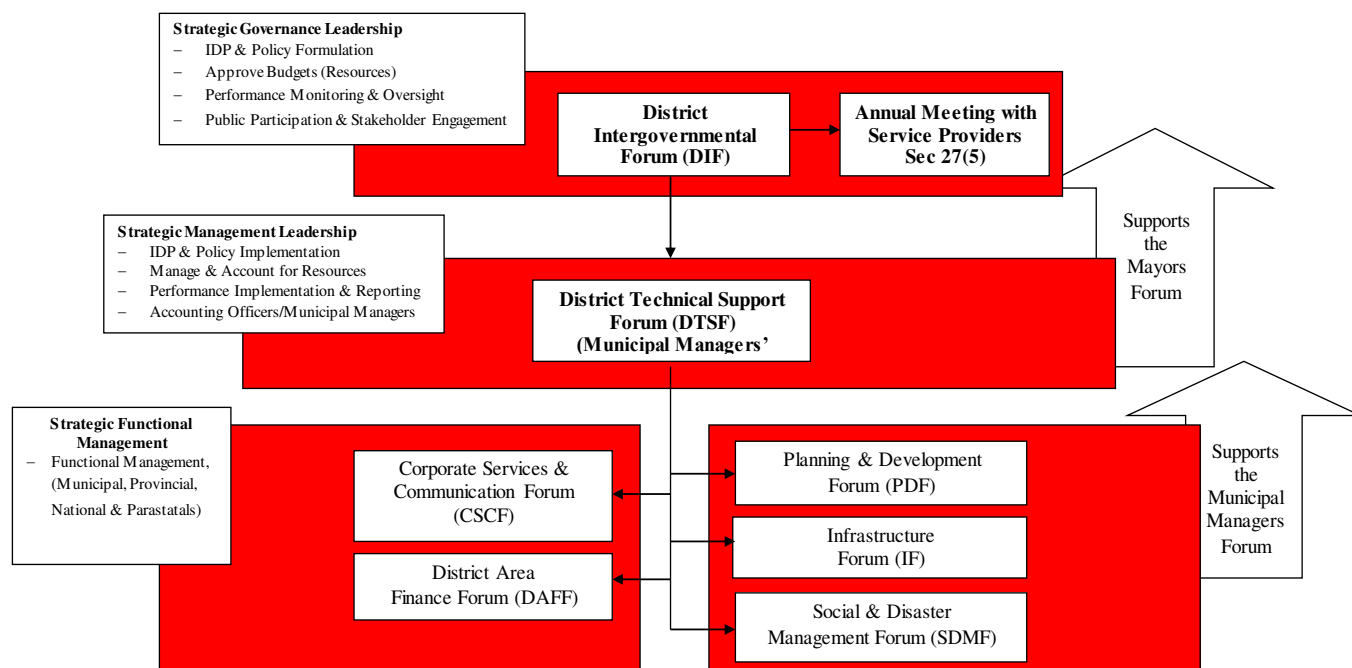 Strategic Governance Leadership
– IDP & Policy Formulation
– Approve Budgets (Resources)
– Performance Monitoring & Oversight
– Public Participation & Stakeholder Engagement
District
Intergovernmental
Forum (DIF)
Annual Meeting with
Service Providers
Sec 27(5)
Supports
the
Mayors
Forum
Strategic Management Leadership
– IDP & Policy Implementation
– Manage & Account for Resources
– Performance Implementation & Reporting
– Accounting Officers/Municipal Managers
District Technical Support
Forum (DTSF)
(Municipal Managers’
Supports
the
Municipal
Managers
Forum
Strategic Functional
Management
– Functional Management,
(Municipal, Provincial,
National & Parastatals)
Corporate Services &
Communication Forum
(CSCF)
District Area
Finance Forum (DAFF)
Planning & Development
Forum (PDF)
Infrastructure
Forum (IF)
Social & Disaster
Management Forum (SDMF)